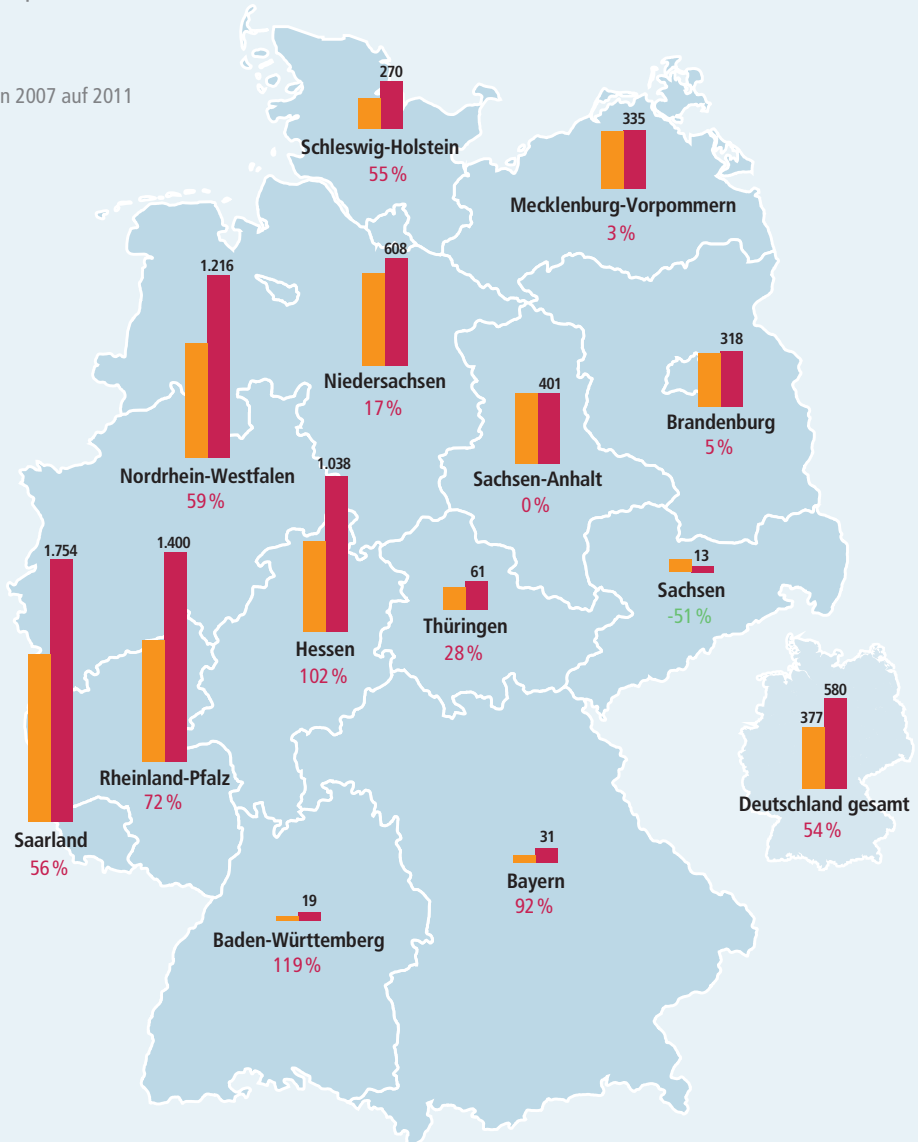 n 2007 auf 2011
270
Schleswig-Holstein
55 %
335
Mecklenburg-Vorpommern
3 %
1.216
Nordrhein-Westfalen
59 %
608
Niedersachsen
17 %
401
Sachsen-Anhalt
0 %
318
Brandenburg
5 %
1.754
Saarland
56 %
1.400
Rheinland-Pfalz
72 %
1.038
Hessen
102 %
61
Thüringen
28 %
13
Sachsen
-51 %
377
580
Deutschland gesamt
54 %
19
Baden-Württemberg
119 %
31
Bayern
92 %